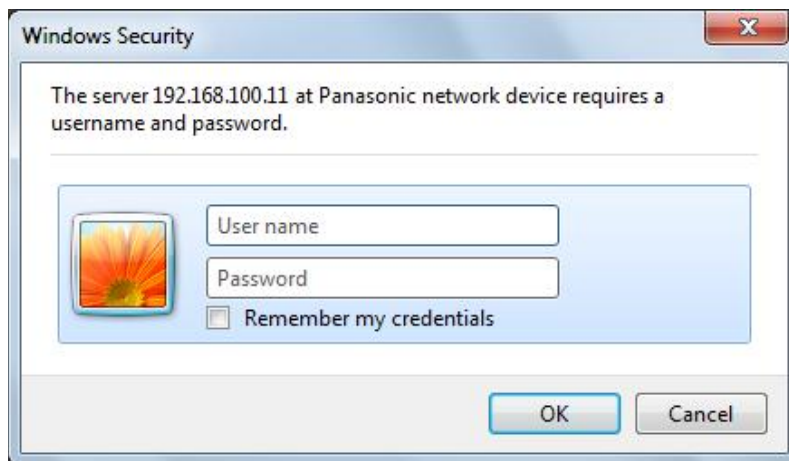 Windows Security
The server 192.168.100.11 at Panasonic network device requires a
username and password.
User name
Password
Remember my credentials
OK
Cancel